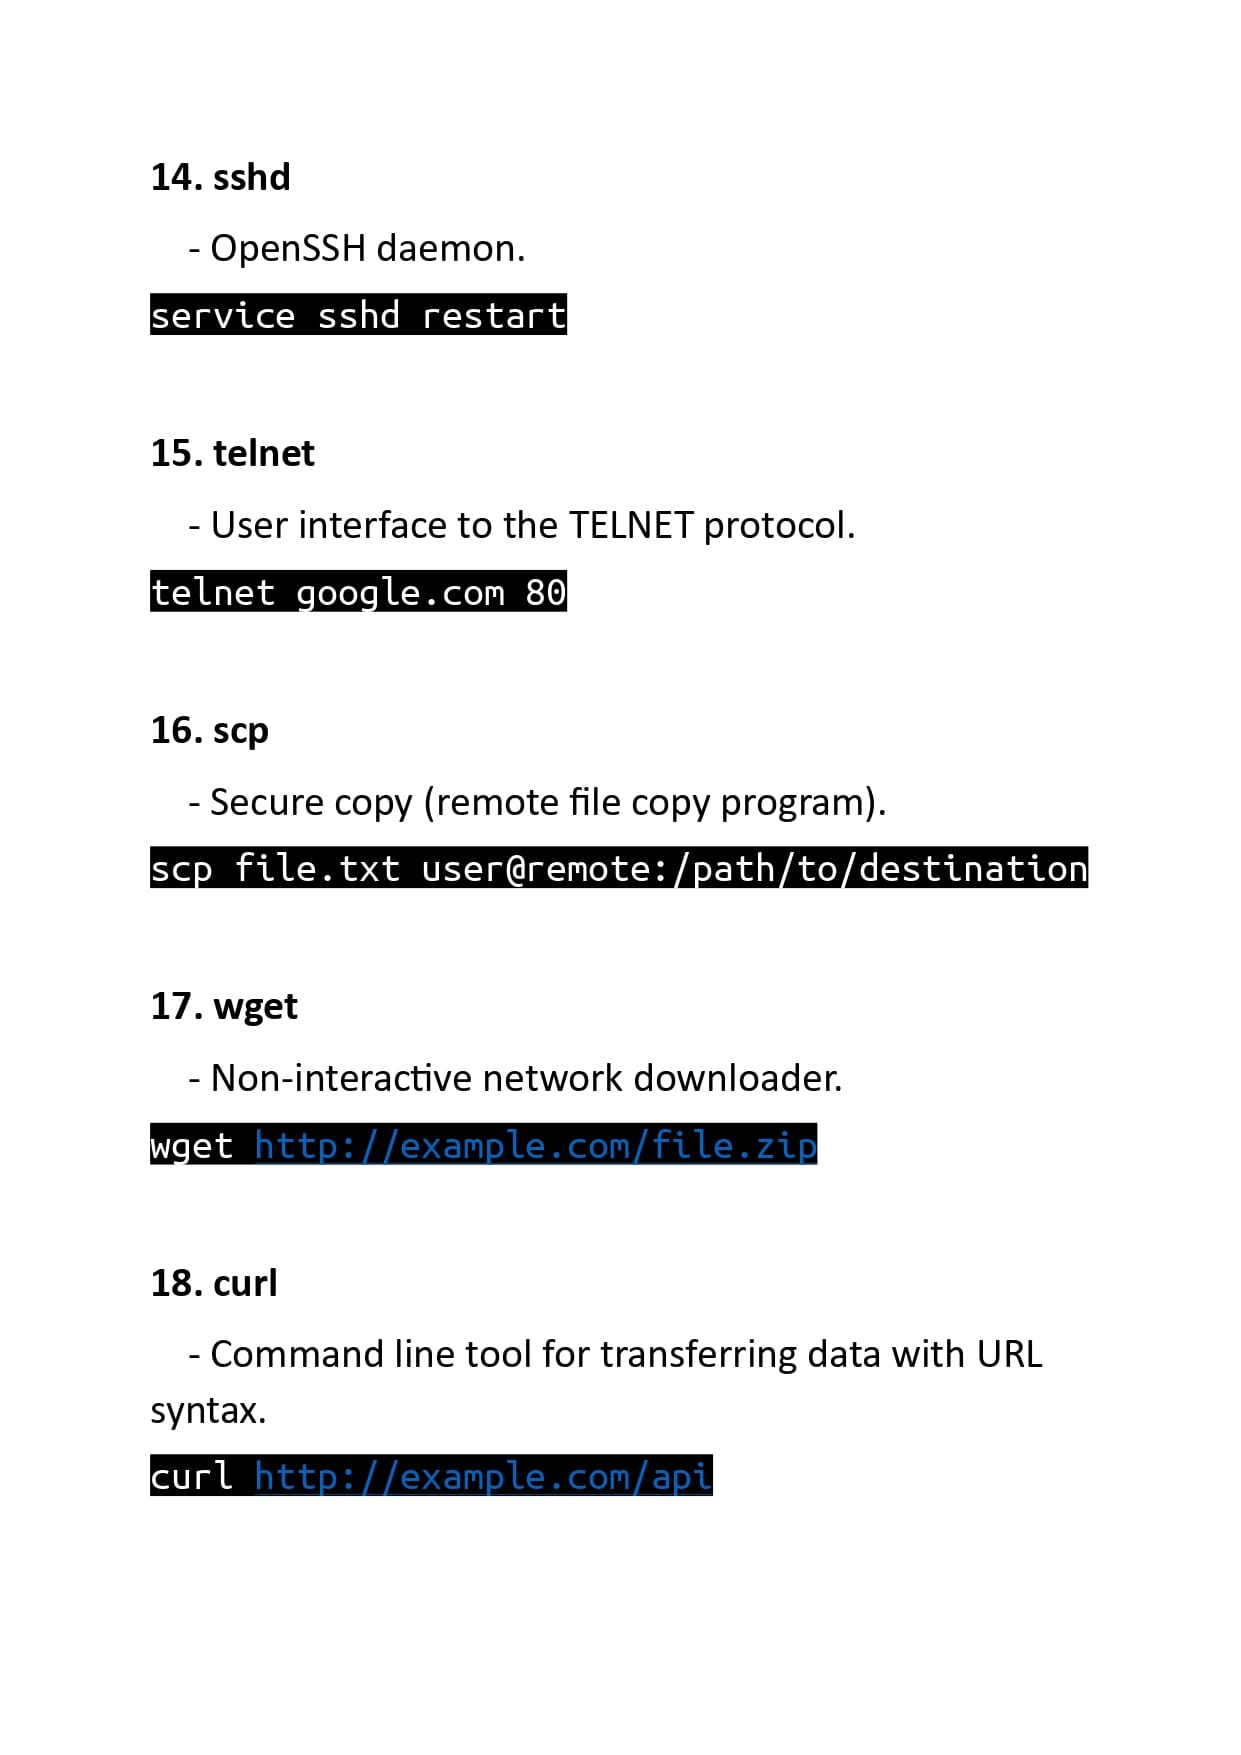 14. sshd
- OpenSSH daemon.
service sshd restart
15. telnet
- User interface to the TELNET protocol.
telnet google.com 80
16. scp
- Secure copy (remote file copy program).
scp file.txt user@remote:/path/to/destination
17. wget
- Non-interactive network downloader.
wget http://example.com/file.zip
18. curl
- Command line tool for transferring data with URL
syntax.
curl http://example.com/api